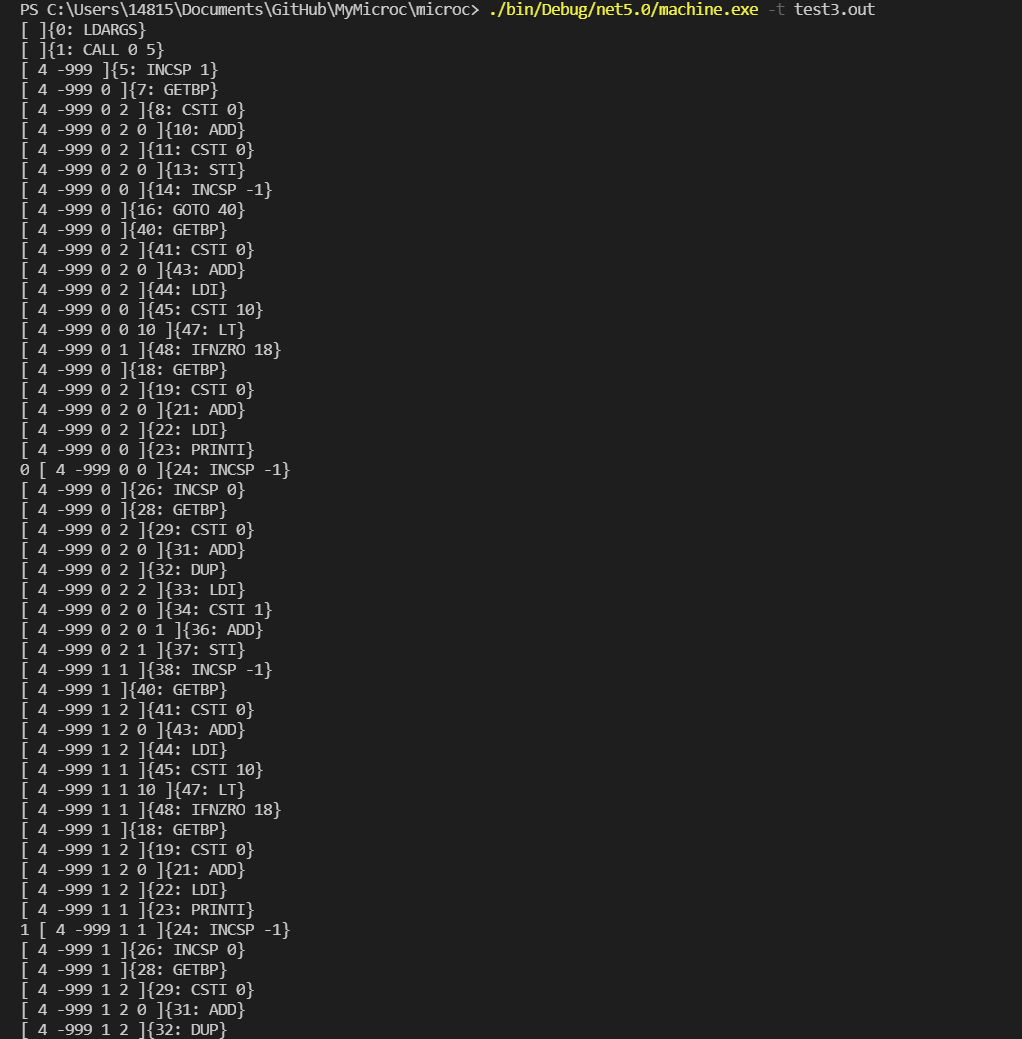 PS C:\Users\14815\Documents\GitHub\MyMicroc\microc> ./bin/Debug/net5.0/machine.exe -t test3.out
[ ]{0: LDARGS}
[ ]{1: CALL 0 5}
[ 4 -999 ]{5: INCSP 1}
[ 4 -999 0 ]{7: GETBP}
[ 4 -999 0 2 ]{8: CSTI 0}
[ 4 -999 0 2 0 ]{10: ADD}
[ 4 -999 0 2 ]{11: CSTI 0}
[ 4 -999 0 2 0 ]{13: STI}
[ 4 -999 0 0 ]{14: INCSP -1}
[ 4 -999 0 ]{16: GOTO 40}
[ 4 -999 0 ]{40: GETBP}
[ 4 -999 0 2 ]{41: CSTI 0}
[ 4 -999 0 2 0 ]{43: ADD}
[ 4 -999 0 2 ]{44: LDI}
[ 4 -999 0 0 ]{45: CSTI 10}
[ 4 -999 0 0 10 ]{47: LT}
[ 4 -999 0 1 ]{48: IFNZRO 18}
[ 4 -999 0 ]{18: GETBP}
[ 4 -999 0 2 ]{19: CSTI 0}
[ 4 -999 0 2 0 ]{21: ADD}
[ 4 -999 0 2 ]{22: LDI}
[ 4 -999 0 0 ]{23: PRINTI}
0 [ 4 -999 0 0 ]{24: INCSP -1}
[ 4 -999 0 ]{26: INCSP 0}
[ 4 -999 0 ]{28: GETBP}
[ 4 -999 0 2 ]{29: CSTI 0}
[ 4 -999 0 2 0 ]{31: ADD}
[ 4 -999 0 2 ]{32: DUP}
[ 4 -999 0 2 2 ]{33: LDI}
[ 4 -999 0 2 0 ]{34: CSTI 1}
[ 4 -999 0 2 0 1 ]{36: ADD}
[ 4 -999 0 2 1 ]{37: STI}
[ 4 -999 1 1 ]{38: INCSP -1}
[ 4 -999 1 ]{40: GETBP}
[ 4 -999 1 2 ]{41: CSTI 0}
[ 4 -999 1 2 0 ]{43: ADD}
[ 4 -999 1 2 ]{44: LDI}
[ 4 -999 1 1 ]{45: CSTI 10}
[ 4 -999 1 1 10 ]{47: LT}
[ 4 -999 1 1 ]{48: IFNZRO 18}
[ 4 -999 1 ]{18: GETBP}
[ 4 -999 1 2 ]{19: CSTI 0}
[ 4 -999 1 2 0 ]{21: ADD}
[ 4 -999 1 2 ]{22: LDI}
[ 4 -999 1 1 ]{23: PRINTI}
1 [ 4 -999 1 1 ]{24: INCSP -1}
[ 4 -999 1 ]{26: INCSP 0}
[ 4 -999 1 ]{28: GETBP}
[ 4 -999 1 2 ]{29: CSTI 0}
[ 4 -999 1 2 0 ]{31: ADD}
[ 4 -999 1 2 ]{32: DUP}